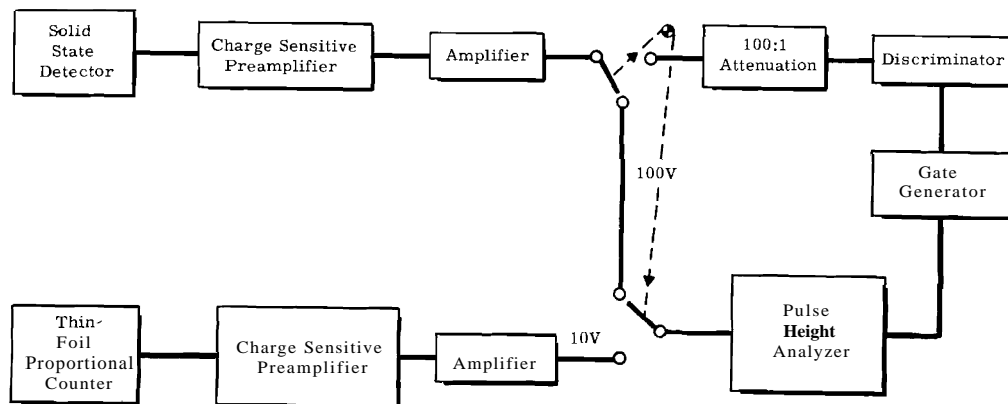 Solid
State
Detector
Charge Sensitive
Preamplifier
Amplifier
100:1
Attenuation
Discriminator
100V
Gate
Generator
Thin-
Foil
Proportional
Counter
Charge Sensitive
Preamplifier
Amplifier
10V
Pulse
Height
Analyzer